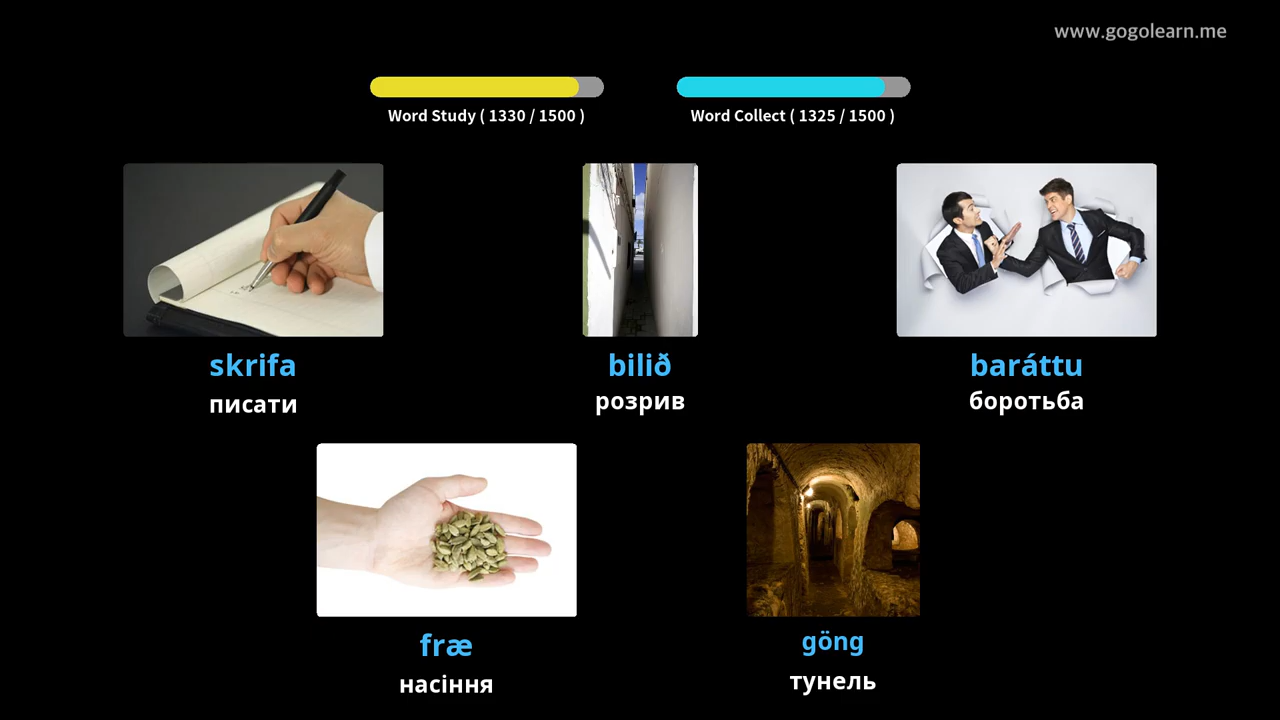 www.gogolearn.me
Word Study ( 1330 / 1500 )
Word Collect ( 1325 / 1500 )
skrifa
писати
bilið
розрив
baráttu
боротьба
fræ
насіння
göng
тунель